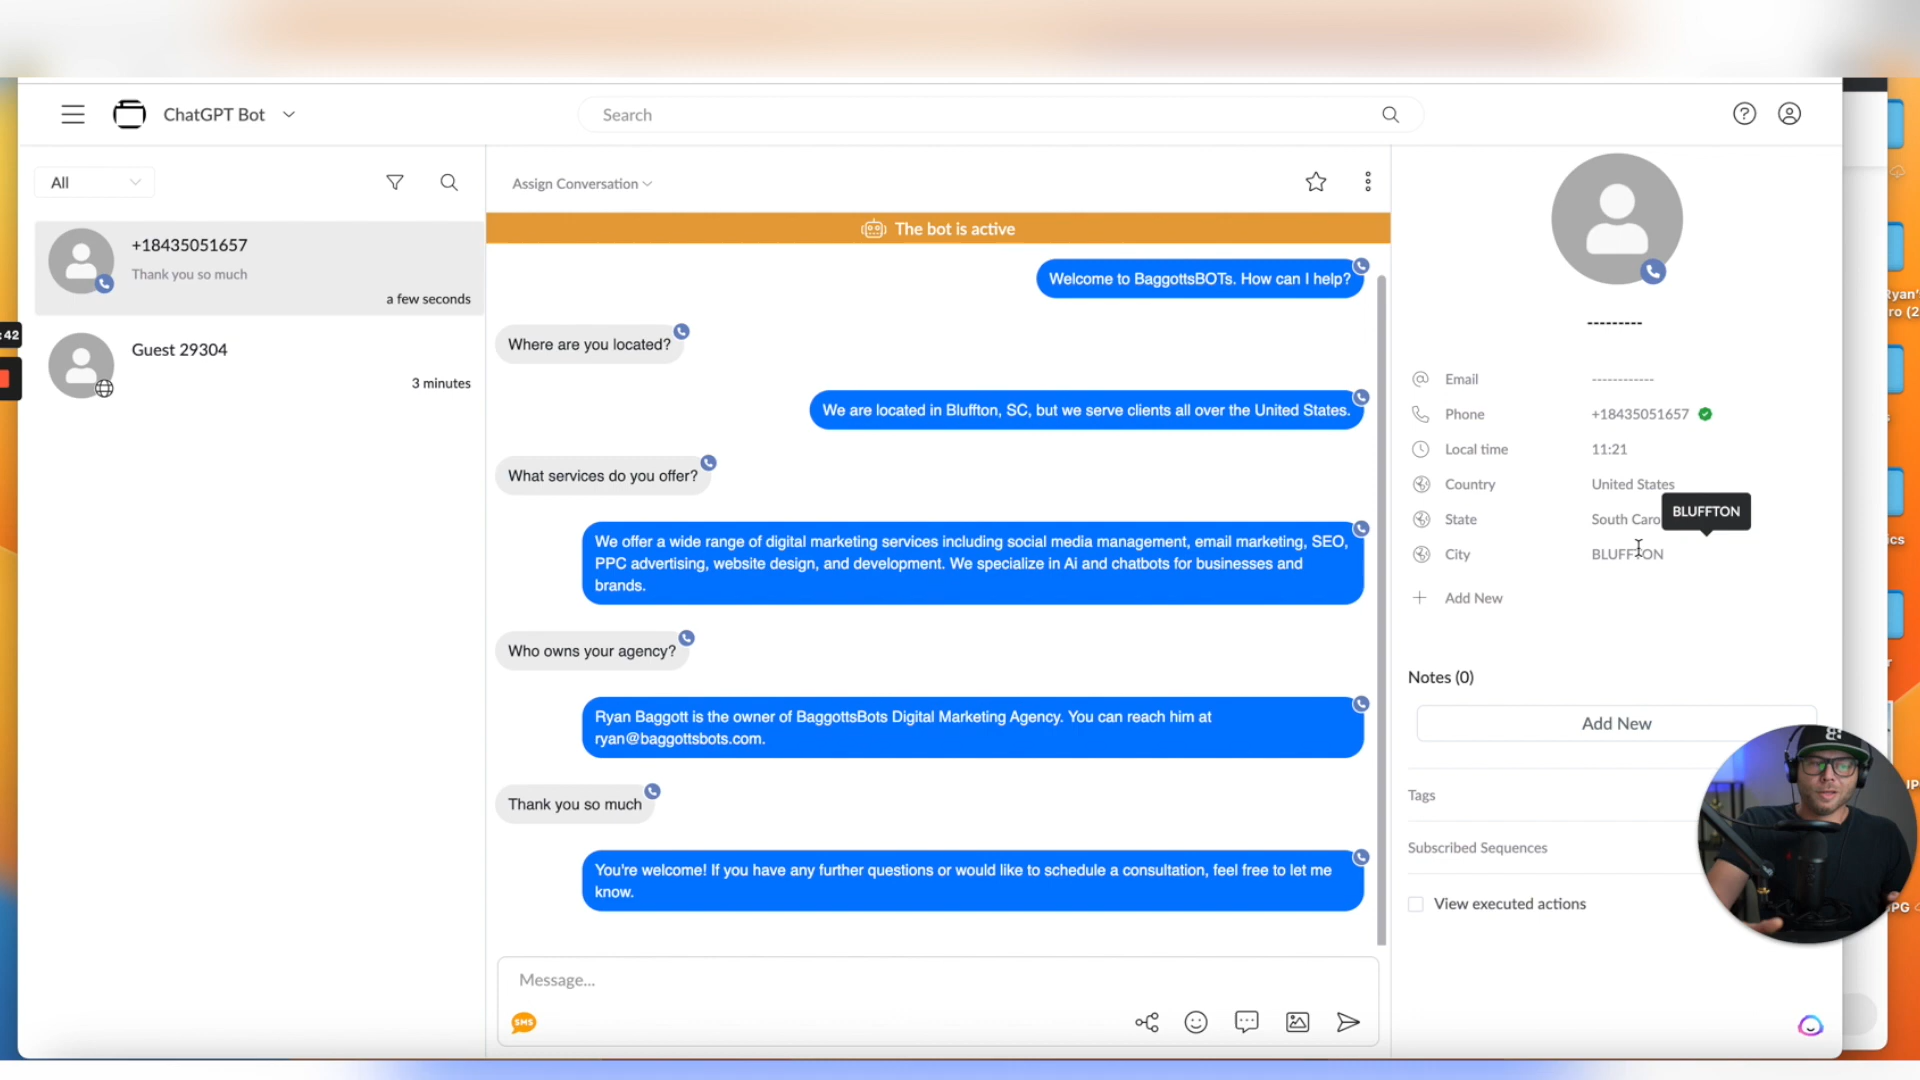 ChatGPT Bot
Search
All
Assign Conversation
The bot is active
+18435051657
Thank you so much
a few seconds
Guest 29304
3 minutes
:42
Welcome to BaggottsBOTs. How can I help?
Where are you located?
We are located in Bluffton, SC, but we serve clients all over the United States.
What services do you offer?
We offer a wide range of digital marketing services including social media management, email marketing, SEO,
PPC advertising, website design, and development. We specialize in Ai and chatbots for businesses and
brands.
Who owns your agency?
Ryan Baggott is the owner of BaggottsBots Digital Marketing Agency. You can reach him at
ryan@baggottsbots.com.
Thank you so much
You're welcome! If you have any further questions or would like to schedule a consultation, feel free to let me
know.
Message...
SMS
---------
Email ------------
Phone +18435051657
Local time 11:21
Country United States
State South Caro
BLUFFTON
City BLUFFTON
Add New
Notes (0)
Add New
Tags
Subscribed Sequences
View executed actions
Ryan's
ro (2
ics
JP
PG